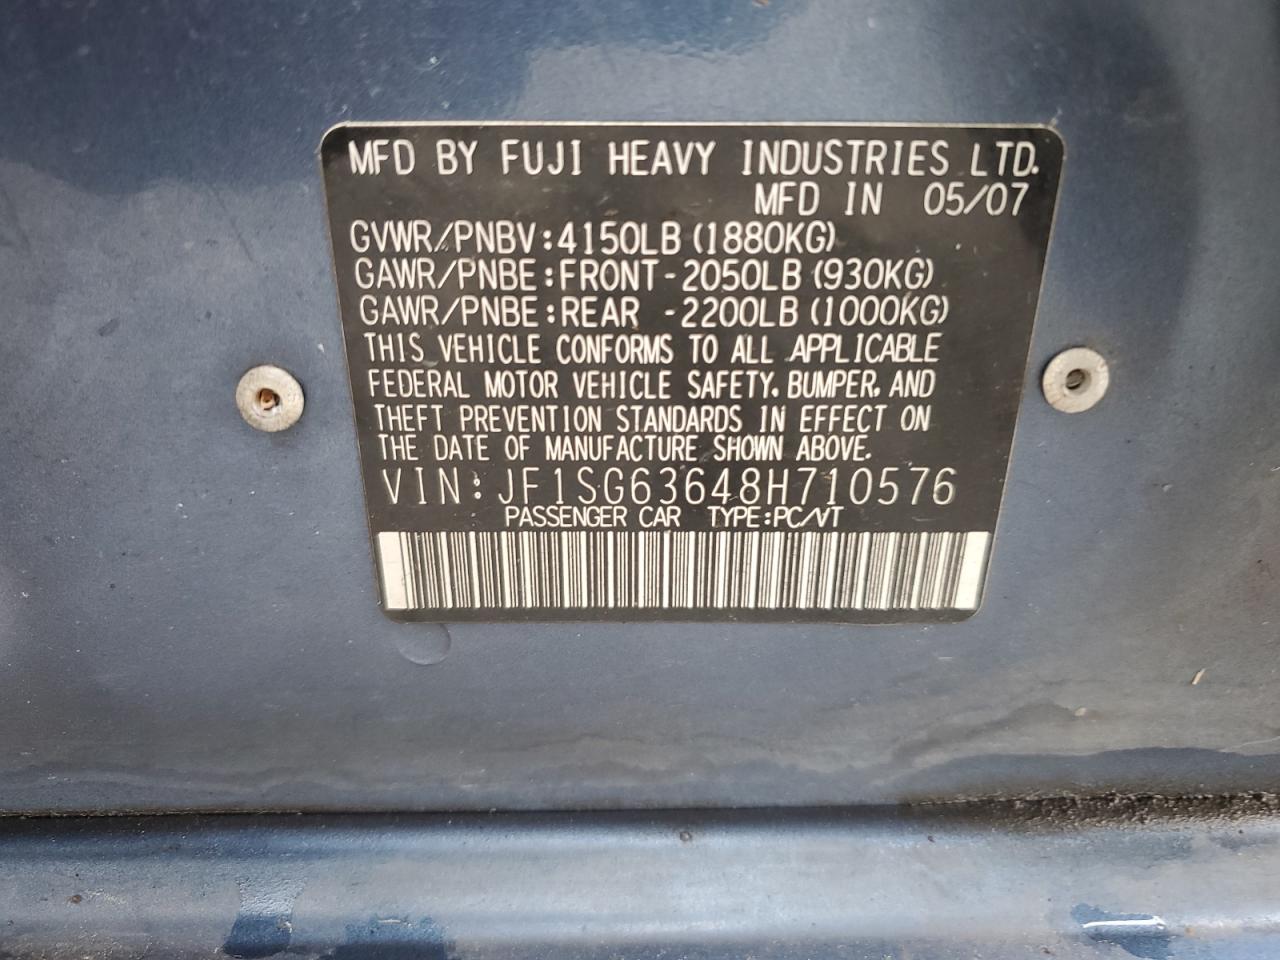 MFD BY FUJI HEAVY INDUSTRIES LTD.
MFD IN 05/07
GVWR/PNBV:4150LB (1880KG)
GAWR/PNBE:FRONT-2050LB (930KG)
GAWR/PNBE:REAR -2200LB (1000KG)
THIS VEHICLE CONFORMS TO ALL APPLICABLE
FEDERAL MOTOR VEHICLE SAFETY, BUMPER, AND
THEFT PREVENTION STANDARDS IN EFFECT ON
THE DATE OF MANUFACTURE SHOWN ABOVE.
VIN:JF1SG63648H710576
PASSENGER CAR TYPE:PC/VT